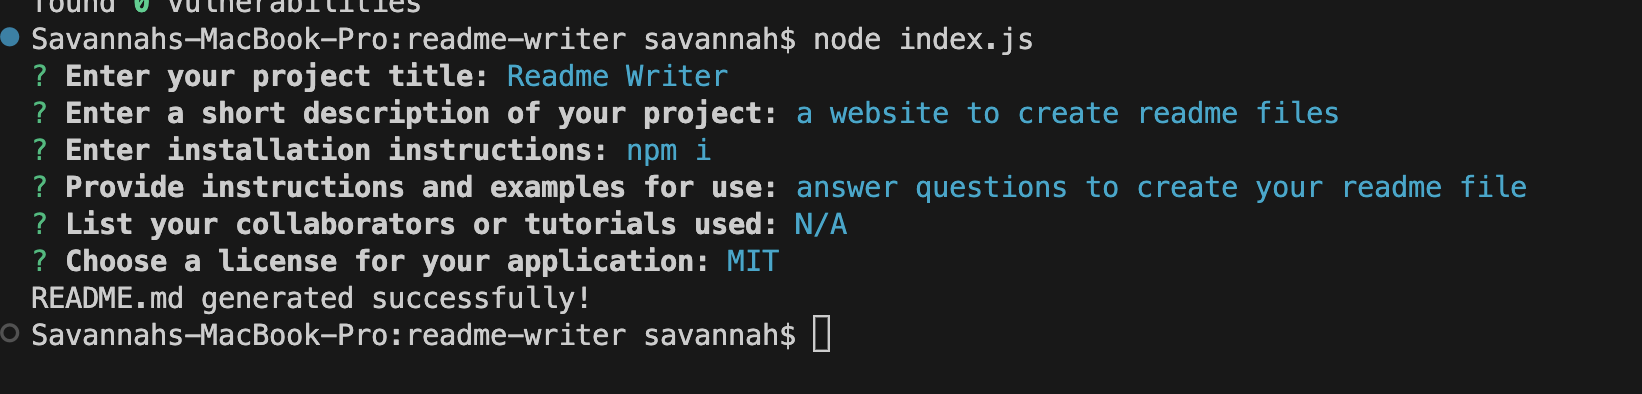 found 0 vulnerabilities
Savannahs-MacBook-Pro:readme-writer savannah$ node index.js
? Enter your project title: Readme Writer
? Enter a short description of your project: a website to create readme files
? Enter installation instructions: npm i
? Provide instructions and examples for use: answer questions to create your readme file
? List your collaborators or tutorials used: N/A
? Choose a license for your application: MIT
README.md generated successfully!
Savannahs-MacBook-Pro:readme-writer savannah$